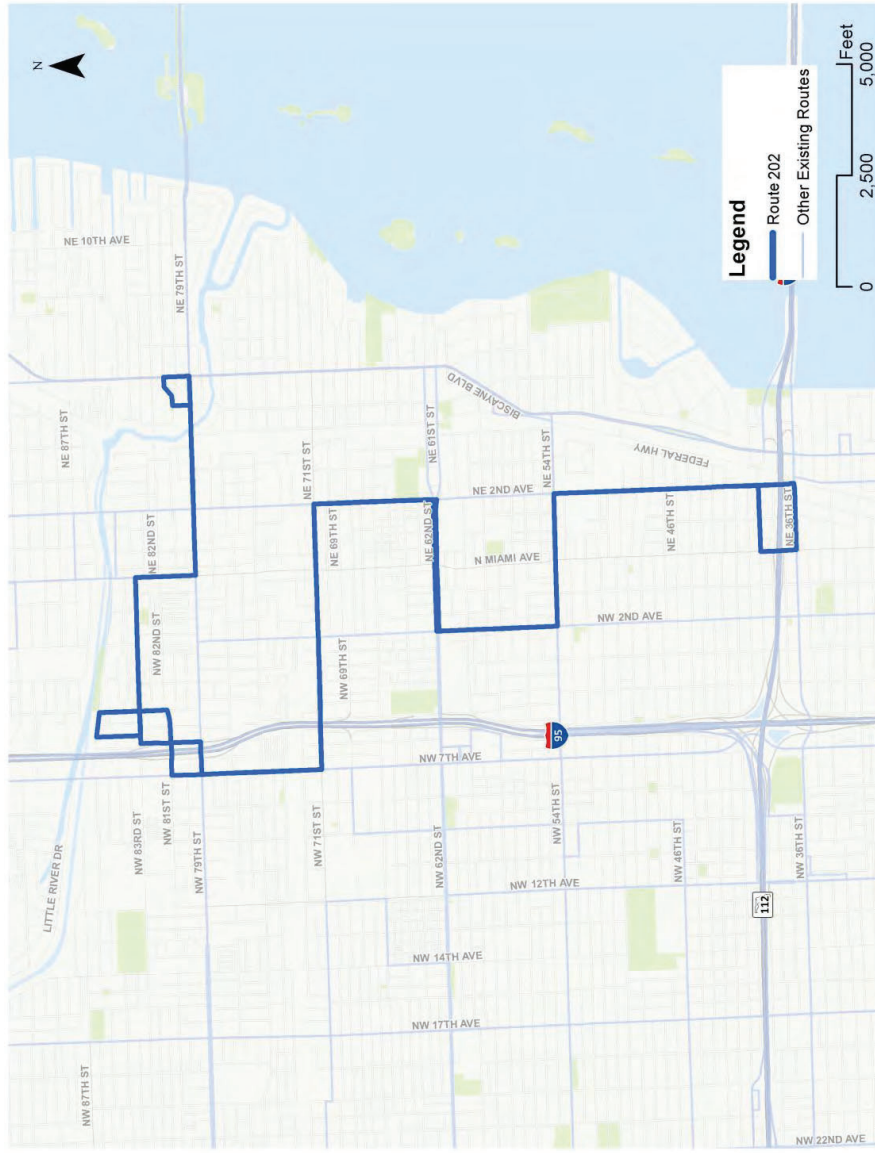 N
NE 10TH AVE
NE 79TH ST
NE 87TH ST
NE 82ND ST
NW 82ND ST
LITTLE RIVER DR
NW 83RD ST
NW 81ST ST
NW 79TH ST
NW 87TH ST
NE 71ST ST
NE 69TH ST
NW 69TH ST
NW 71ST ST
BISCAYNE BLVD
NE 61ST ST
NE 62ND ST
NW 7TH AVE
NW 62ND ST
NW 14TH AVE
NW 17TH AVE
NE 54TH ST
NE 2ND AVE
N MIAMI AVE
FEDERAL HWY
NW 2ND AVE
95
NW 54TH ST
NW 12TH AVE
NE 46TH ST
NW 46TH ST
NE 36TH ST
NW 36TH ST
112
NW 22ND AVE
Legend
Route 202
Other Existing Routes
0 2,500 5,000
Feet